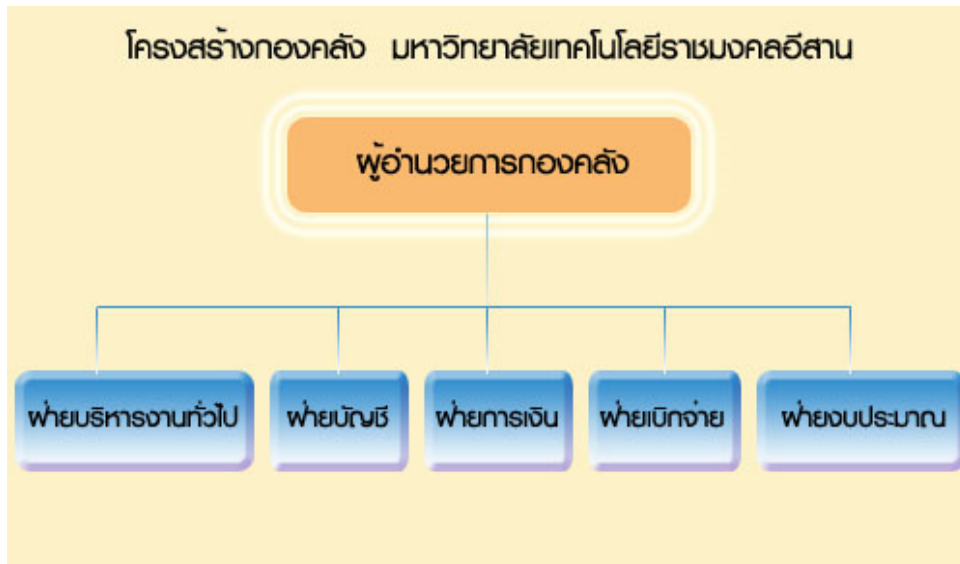 โครงสร้างกองคลัง มหาวิทยาลัยเทคโนโลยีราชมงคลอีสาน
ผู้อำนวยการกองคลัง
ฝ่ายบริหารงานทั่วไป
ฝ่ายบัญชี
ฝ่ายการเงิน
ฝ่ายเบิกจ่าย
ฝ่ายงบประมาณ